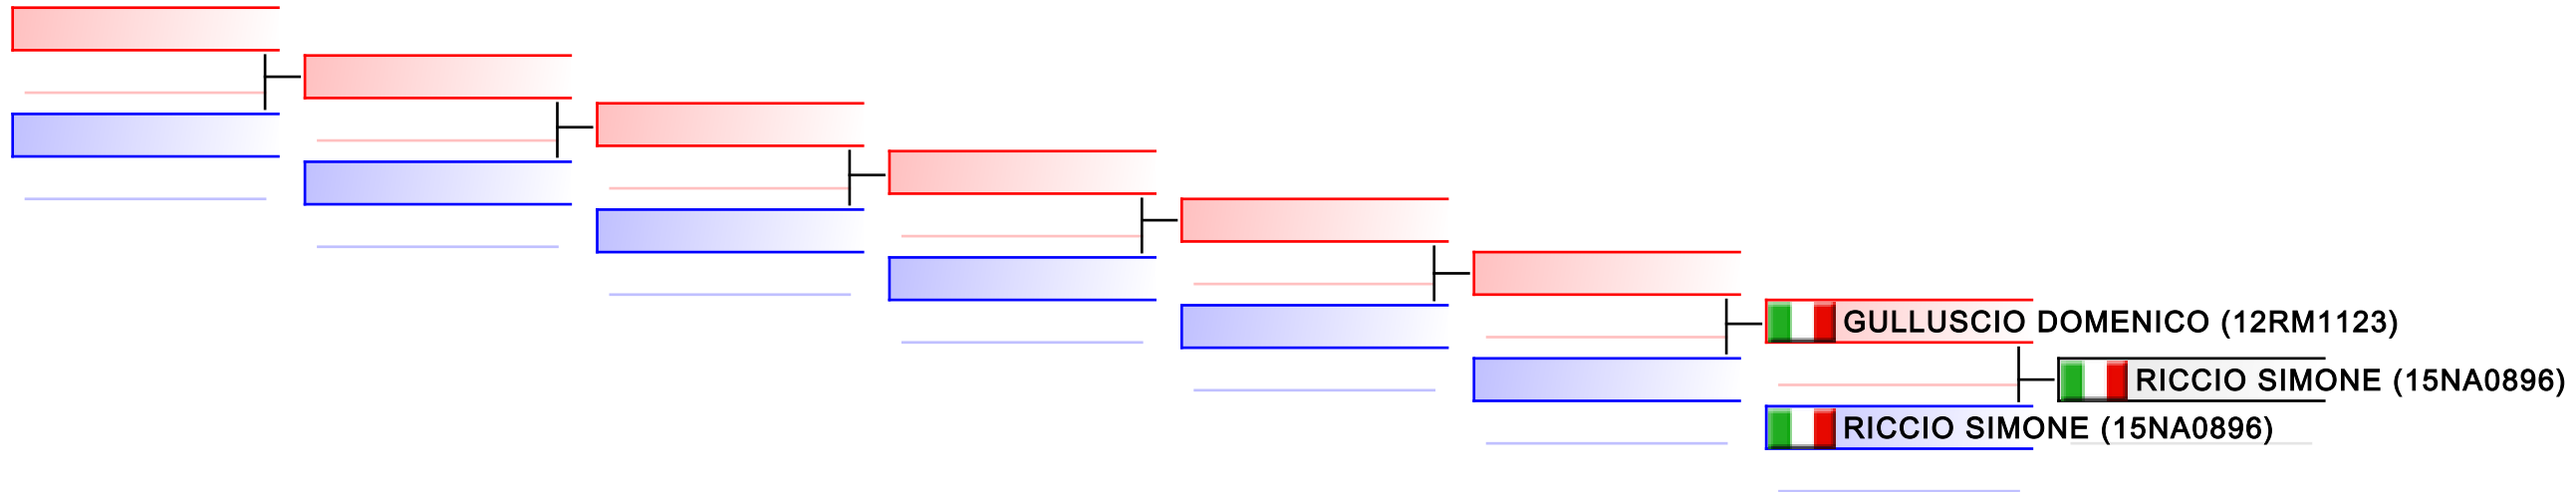 GULLUSCIO DOMENICO (12RM1123)
RICCIO SIMONE (15NA0896)
RICCIO SIMONE (15NA0896)